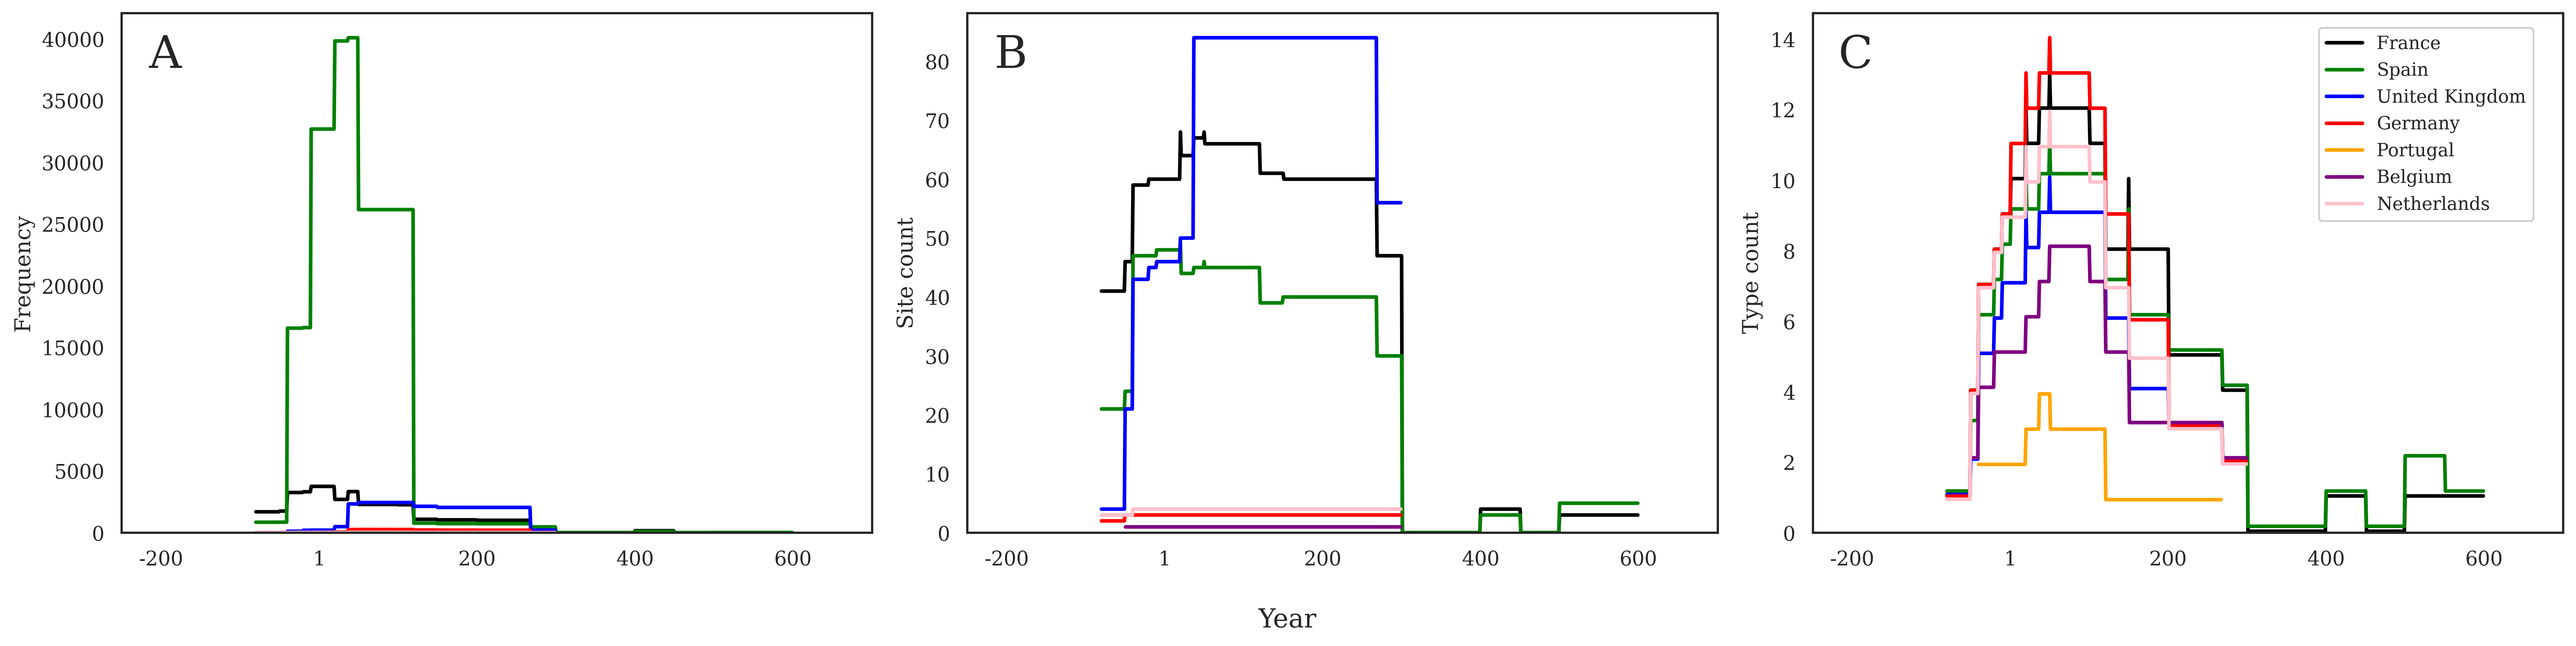 A
Frequency
40000
35000
30000
25000
20000
15000
10000
5000
0
-200 1 200 400 600
B
Site count
80
70
60
50
40
30
20
10
0
-200 1 200 400 600
C
Type count
14
12
10
8
6
4
2
0
-200 1 200 400 600
France
Spain
United Kingdom
Germany
Portugal
Belgium
Netherlands
Year